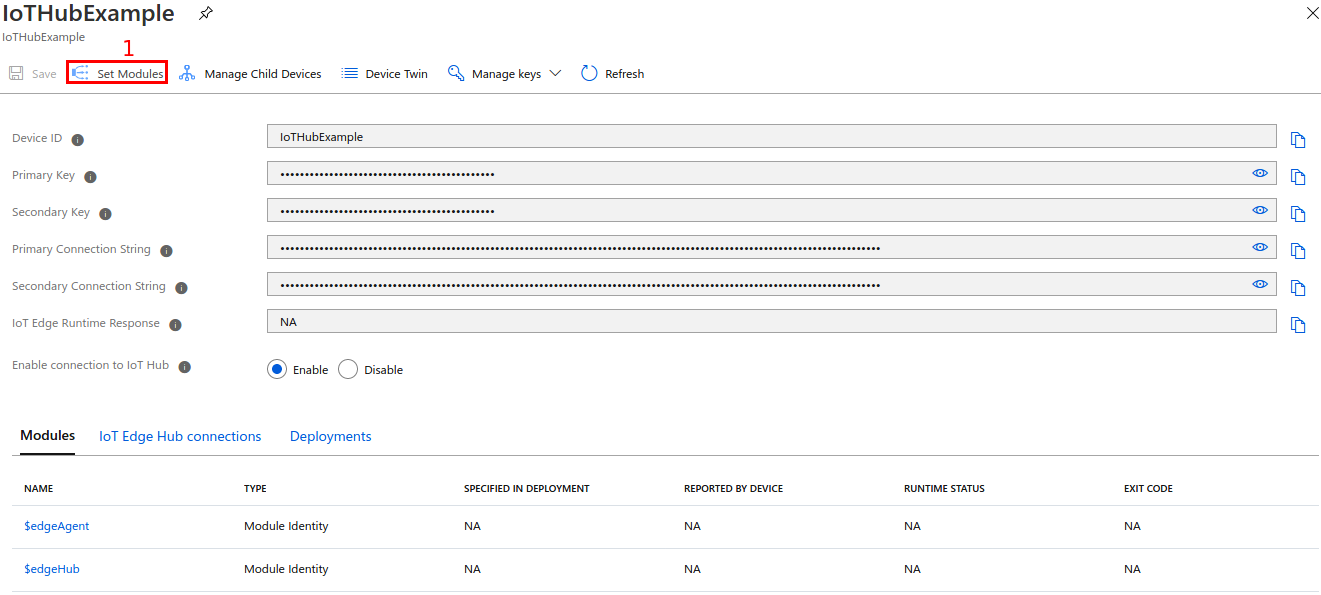 IoTHubExample
IoTHubExample
1
Save Set Modules Manage Child Devices Device Twin Manage keys Refresh
Device ID IoTHubExample
Primary Key ••••••••••••••••••••••••••••••••••••••••••••
Secondary Key ••••••••••••••••••••••••••••••••••••••••••••
Primary Connection String
Secondary Connection String
IoT Edge Runtime Response NA
Enable connection to IoT Hub Enable Disable
Modules IoT Edge Hub connections Deployments
NAME TYPE SPECIFIED IN DEPLOYMENT REPORTED BY DEVICE RUNTIME STATUS EXIT CODE
$edgeAgent Module Identity NA NA NA NA
$edgeHub Module Identity NA NA NA NA